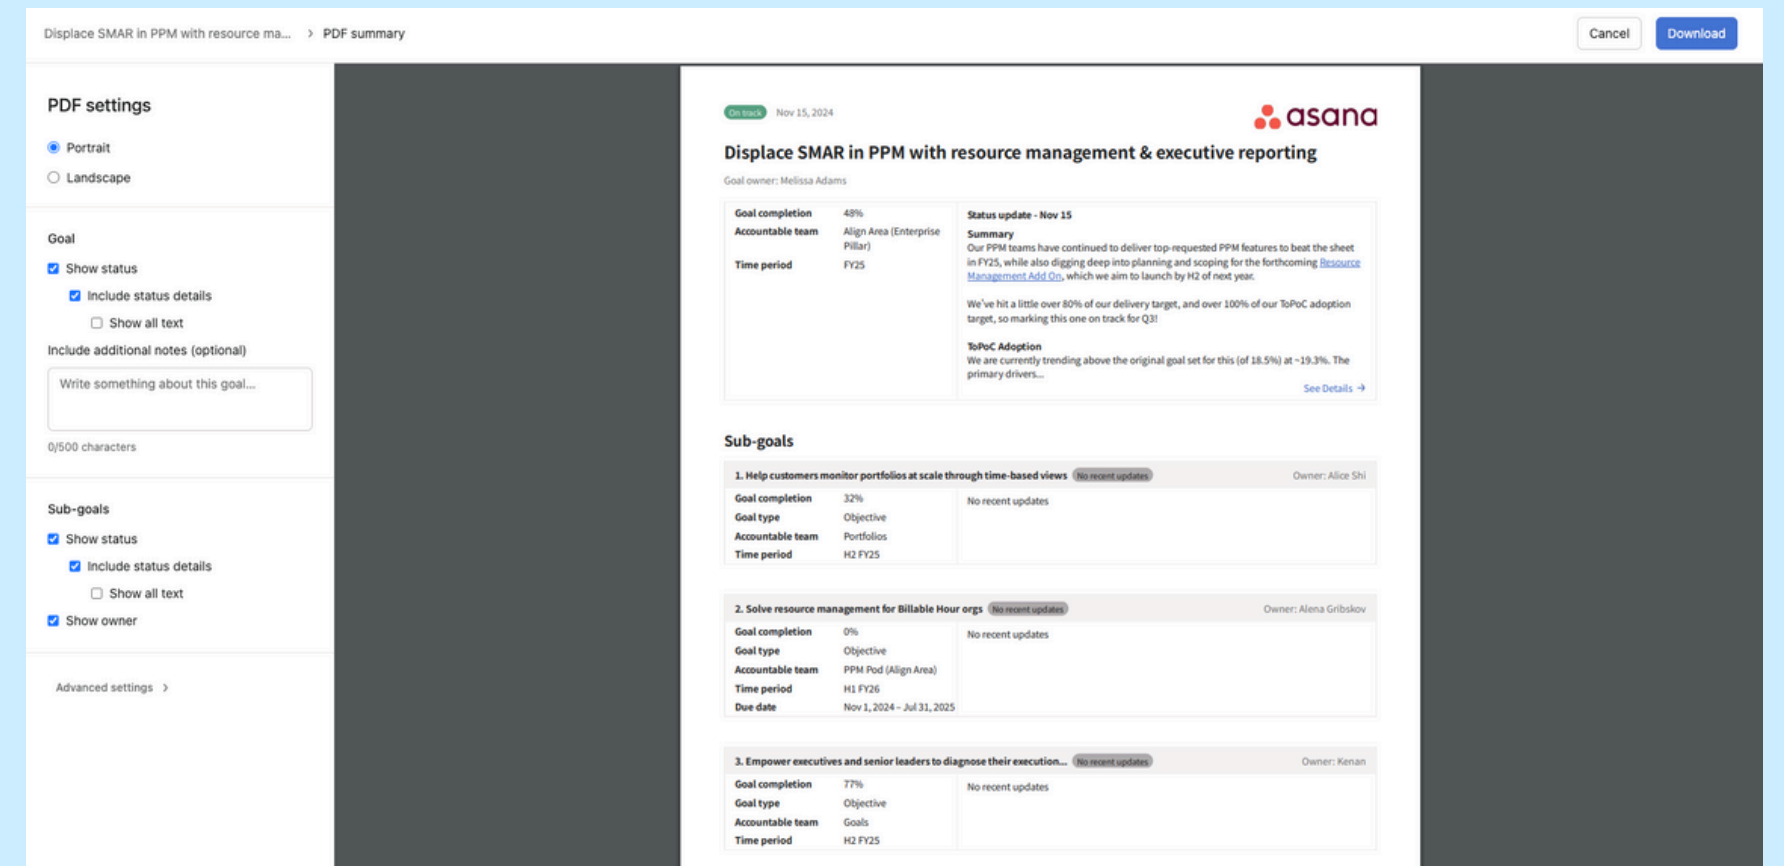 Displace SMAR in PPM with resource ma... > PDF summary
Cancel
Download
PDF settings
Portrait
Landscape
Goal
Show status
Include status details
Show all text
Include additional notes (optional)
Write something about this goal...
0/500 characters
Sub-goals
Show status
Include status details
Show all text
Show owner
Advanced settings >
On track Nov 15, 2024
asana
Displace SMAR in PPM with resource management & executive reporting
Goal owner: Melissa Adams
Goal completion 48%
Accountable team Align Area (Enterprise
Pillar)
Time period FY25
Status update - Nov 15
Summary
Our PPM teams have continued to deliver top-requested PPM features to beat the sheet
in FY25, while also digging deep into planning and scoping for the forthcoming Resource
Management Add On, which we aim to launch by H2 of next year.
We've hit a little over 80% of our delivery target, and over 100% of our ToPoC adoption
target, so marking this one on track for Q3!
ToPoC Adoption
We are currently trending above the original goal set for this (of 18.5%) at ~19.3%. The
primary drivers...
See Details →
Sub-goals
1. Help customers monitor portfolios at scale through time-based views No recent updates Owner: Alice Shi
Goal completion 32%
Goal type Objective
Accountable team Portfolios
Time period H2 FY25
No recent updates
2. Solve resource management for Billable Hour orgs No recent updates Owner: Alena Gribskov
Goal completion 0%
Goal type Objective
Accountable team PPM Pod (Align Area)
Time period H1 FY26
Due date Nov 1, 2024 – Jul 31, 2025
No recent updates
3. Empower executives and senior leaders to diagnose their execution... No recent updates Owner: Kenan
Goal completion 77%
Goal type Objective
Accountable team Goals
Time period H2 FY25
No recent updates